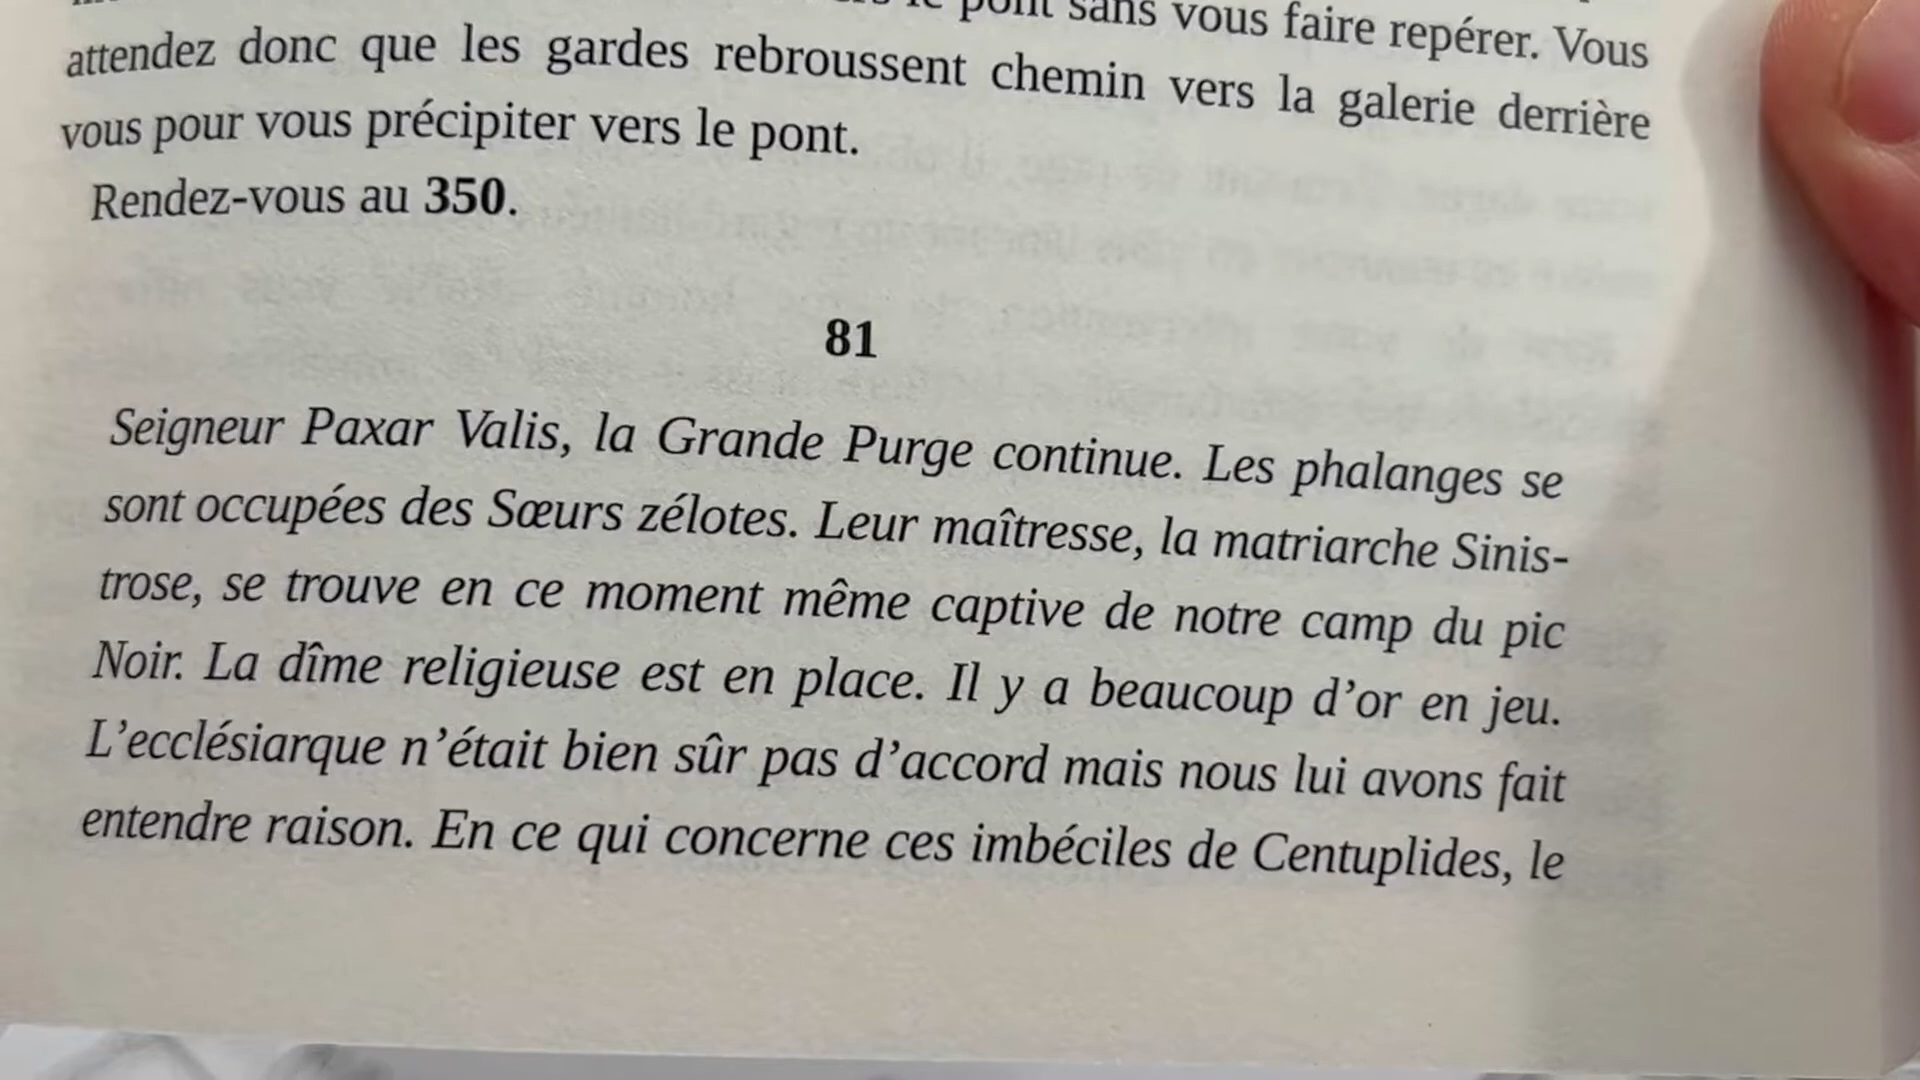 pont sans vous faire repérer. Vous
attendez donc que les gardes rebroussent chemin vers la galerie derrière
vous pour vous précipiter vers le pont.
Rendez-vous au 350.
81
Seigneur Paxar Valis, la Grande Purge continue. Les phalanges se
sont occupées des Sœurs zélotes. Leur maîtresse, la matriarche Sinis-
trose, se trouve en ce moment même captive de notre camp du pic
Noir. La dîme religieuse est en place. Il y a beaucoup d’or en jeu.
L’ecclésiarque n’était bien sûr pas d’accord mais nous lui avons fait
entendre raison. En ce qui concerne ces imbéciles de Centuplides, le